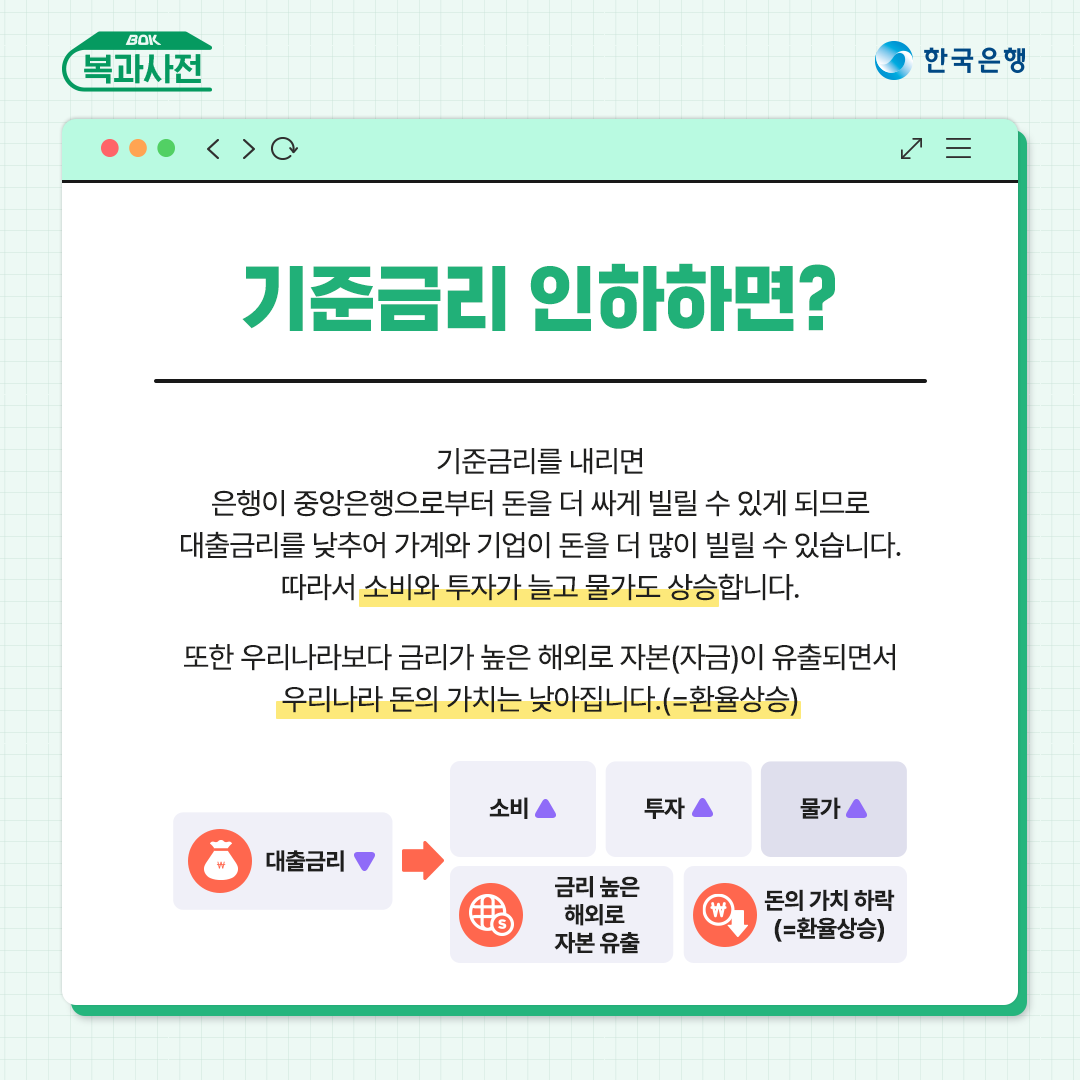 BOK
복과사전
한국은행
기준금리 인하하면?
기준금리를 내리면
은행이 중앙은행으로부터 돈을 더 싸게 빌릴 수 있게 되므로
대출금리를 낮추어 가계와 기업이 돈을 더 많이 빌릴 수 있습니다.
따라서 소비와 투자가 늘고 물가도 상승합니다.
또한 우리나라보다 금리가 높은 해외로 자본(자금)이 유출되면서
우리나라 돈의 가치는 낮아집니다.(=환율상승)
₩
대출금리 ▼
소비 ▲
투자 ▲
물가 ▲
$
금리 높은
해외로
자본 유출
₩
돈의 가치 하락
(=환율상승)